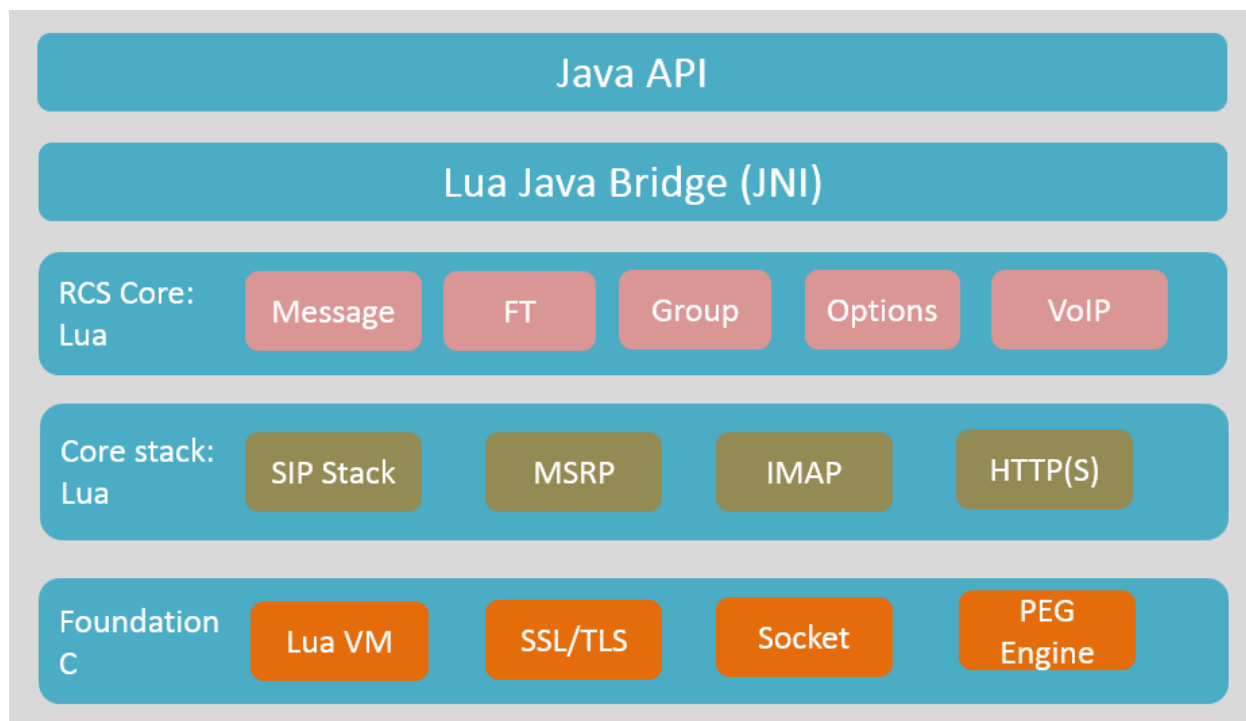 Java API
Lua Java Bridge (JNI)
RCS Core:
Lua
Message
FT
Group
Options
VoIP
Core stack:
Lua
SIP Stack
MSRP
IMAP
HTTP(S)
Foundation
C
Lua VM
SSL/TLS
Socket
PEG
Engine